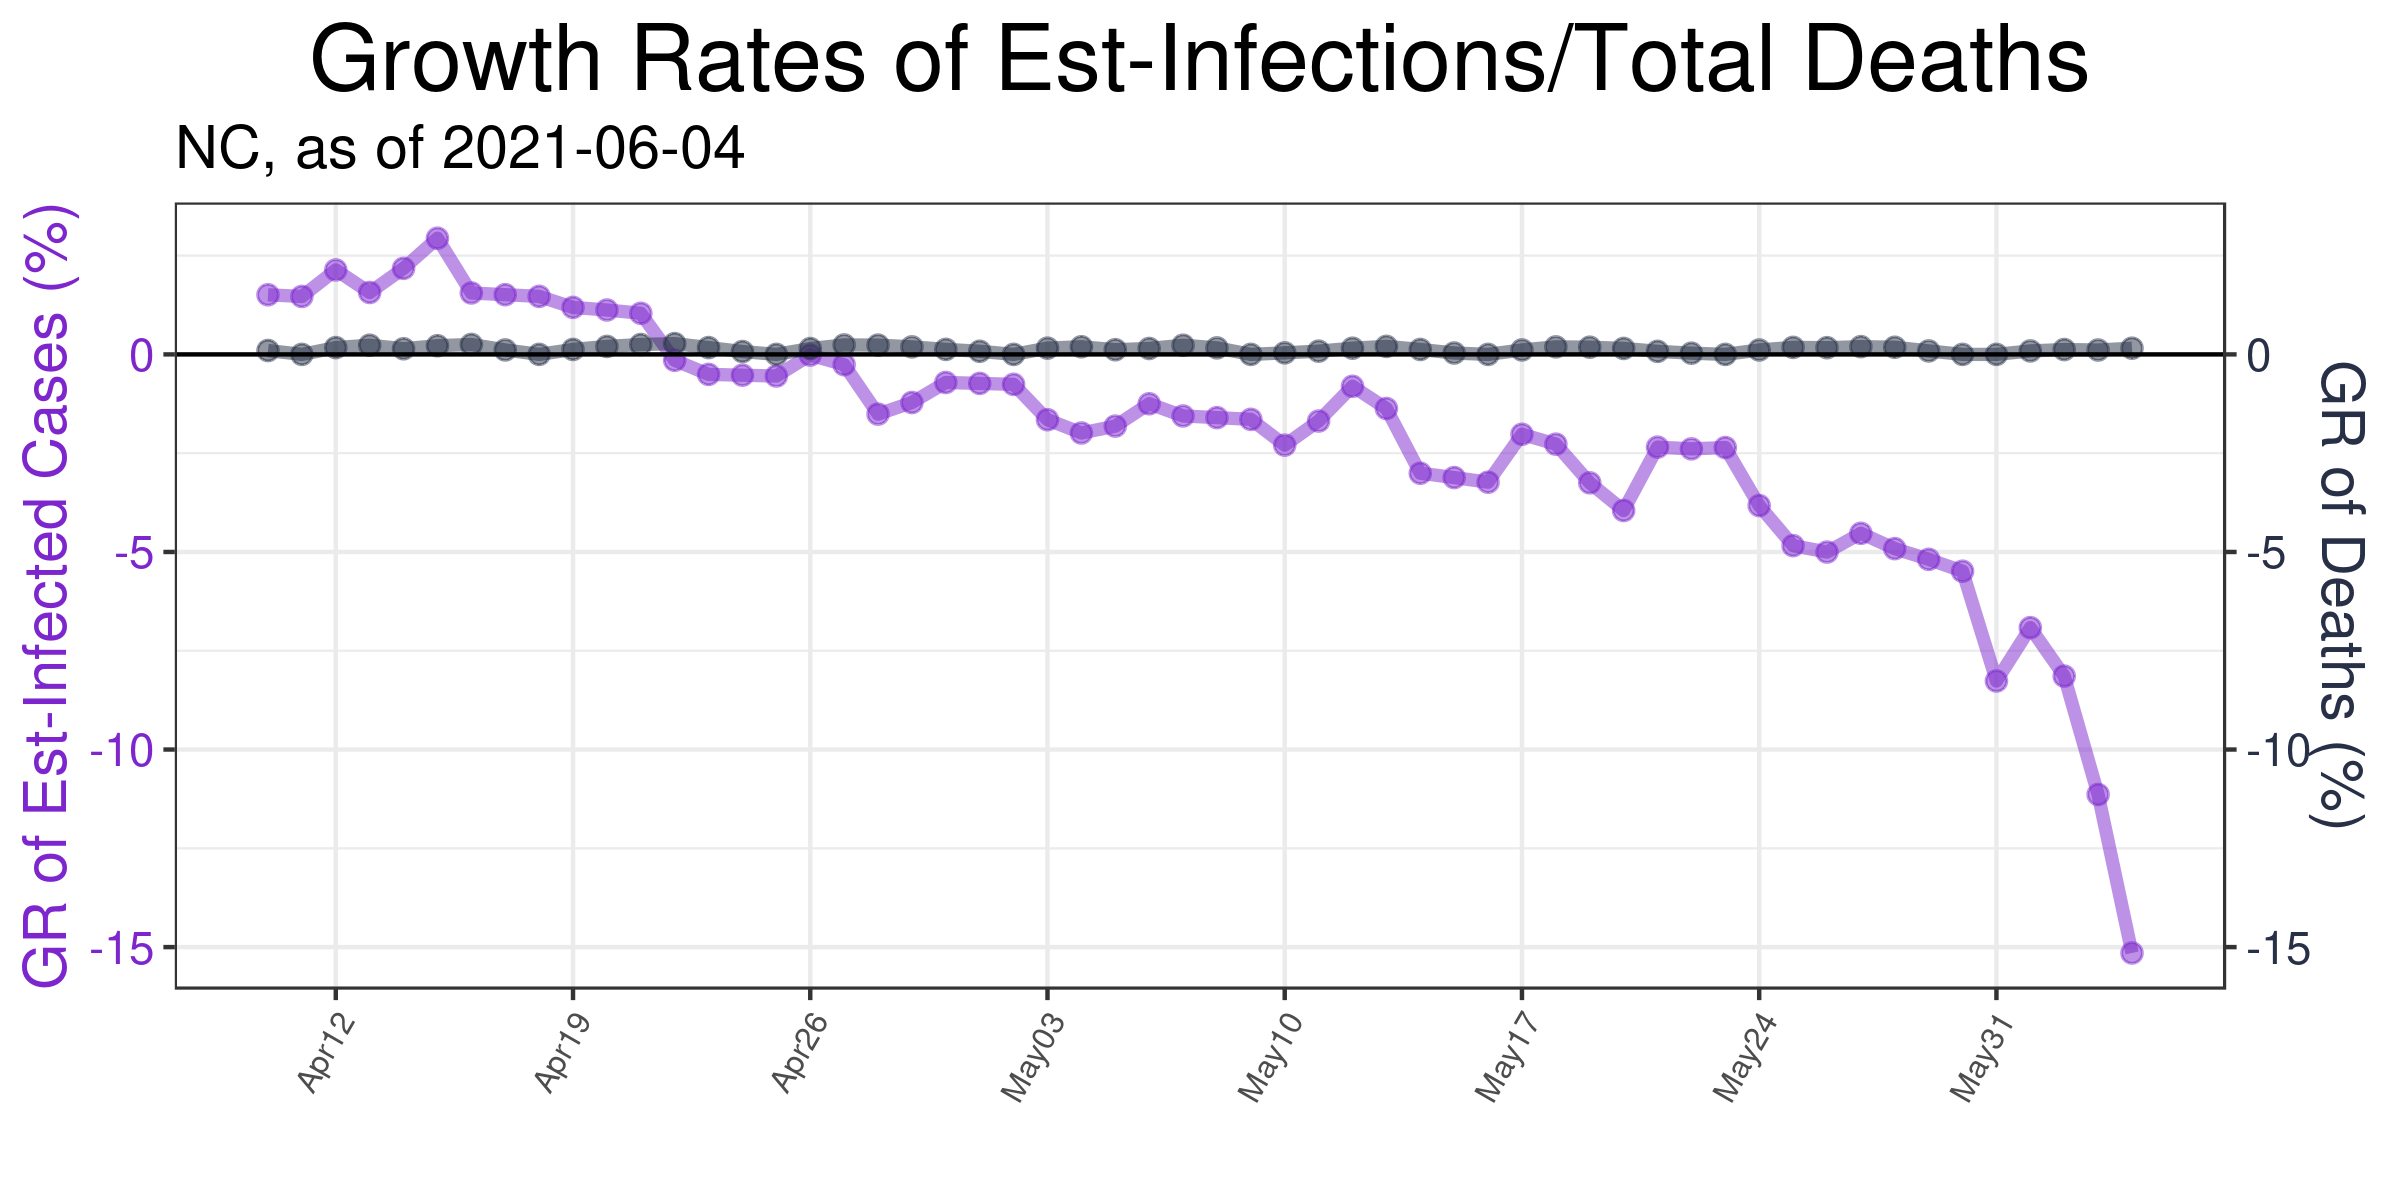 Growth Rates of Est-Infections/Total Deaths
NC, as of 2021-06-04
GR of Est-Infected Cases (%)
0
-5
-10
-15
0
-5
-10
-15
GR of Deaths (%)
Apr12
Apr19
Apr26
May03
May10
May17
May24
May31